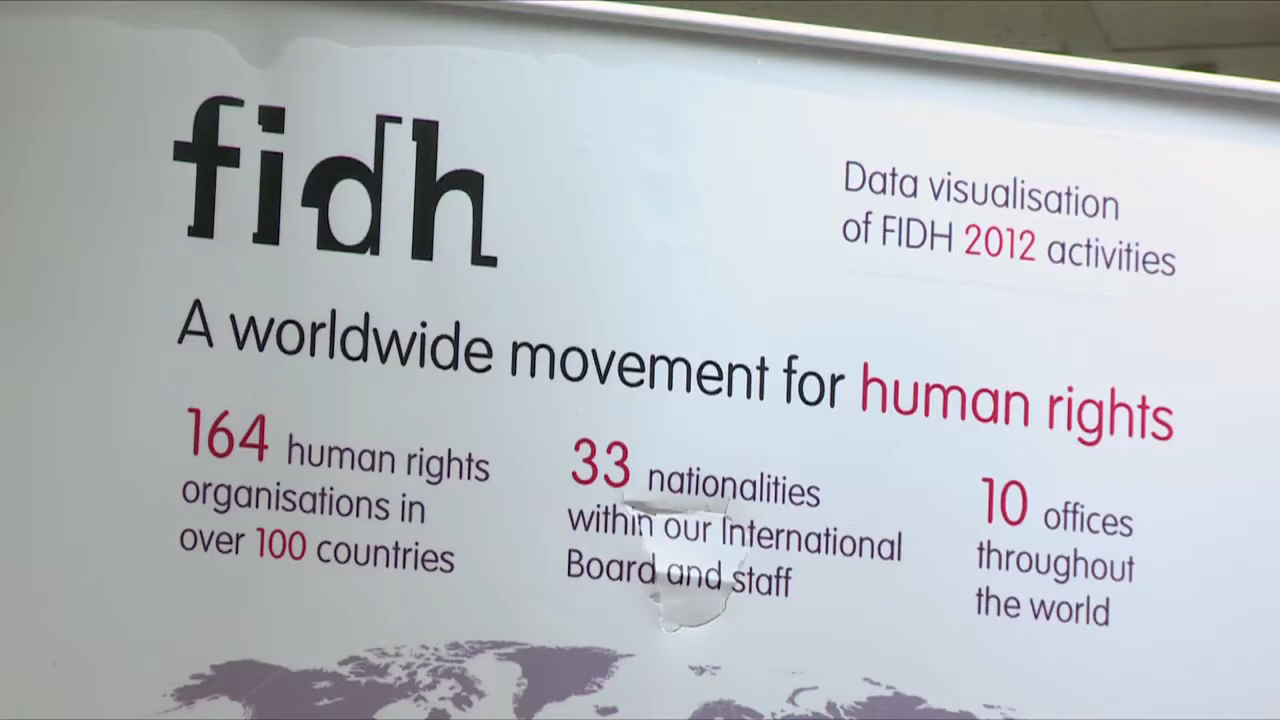 fidh
Data visualisation
of FIDH 2012 activities
A worldwide movement for human rights
164 human rights
organisations in
over 100 countries
33 nationalities
within our International
Board and staff
10 offices
throughout
the world